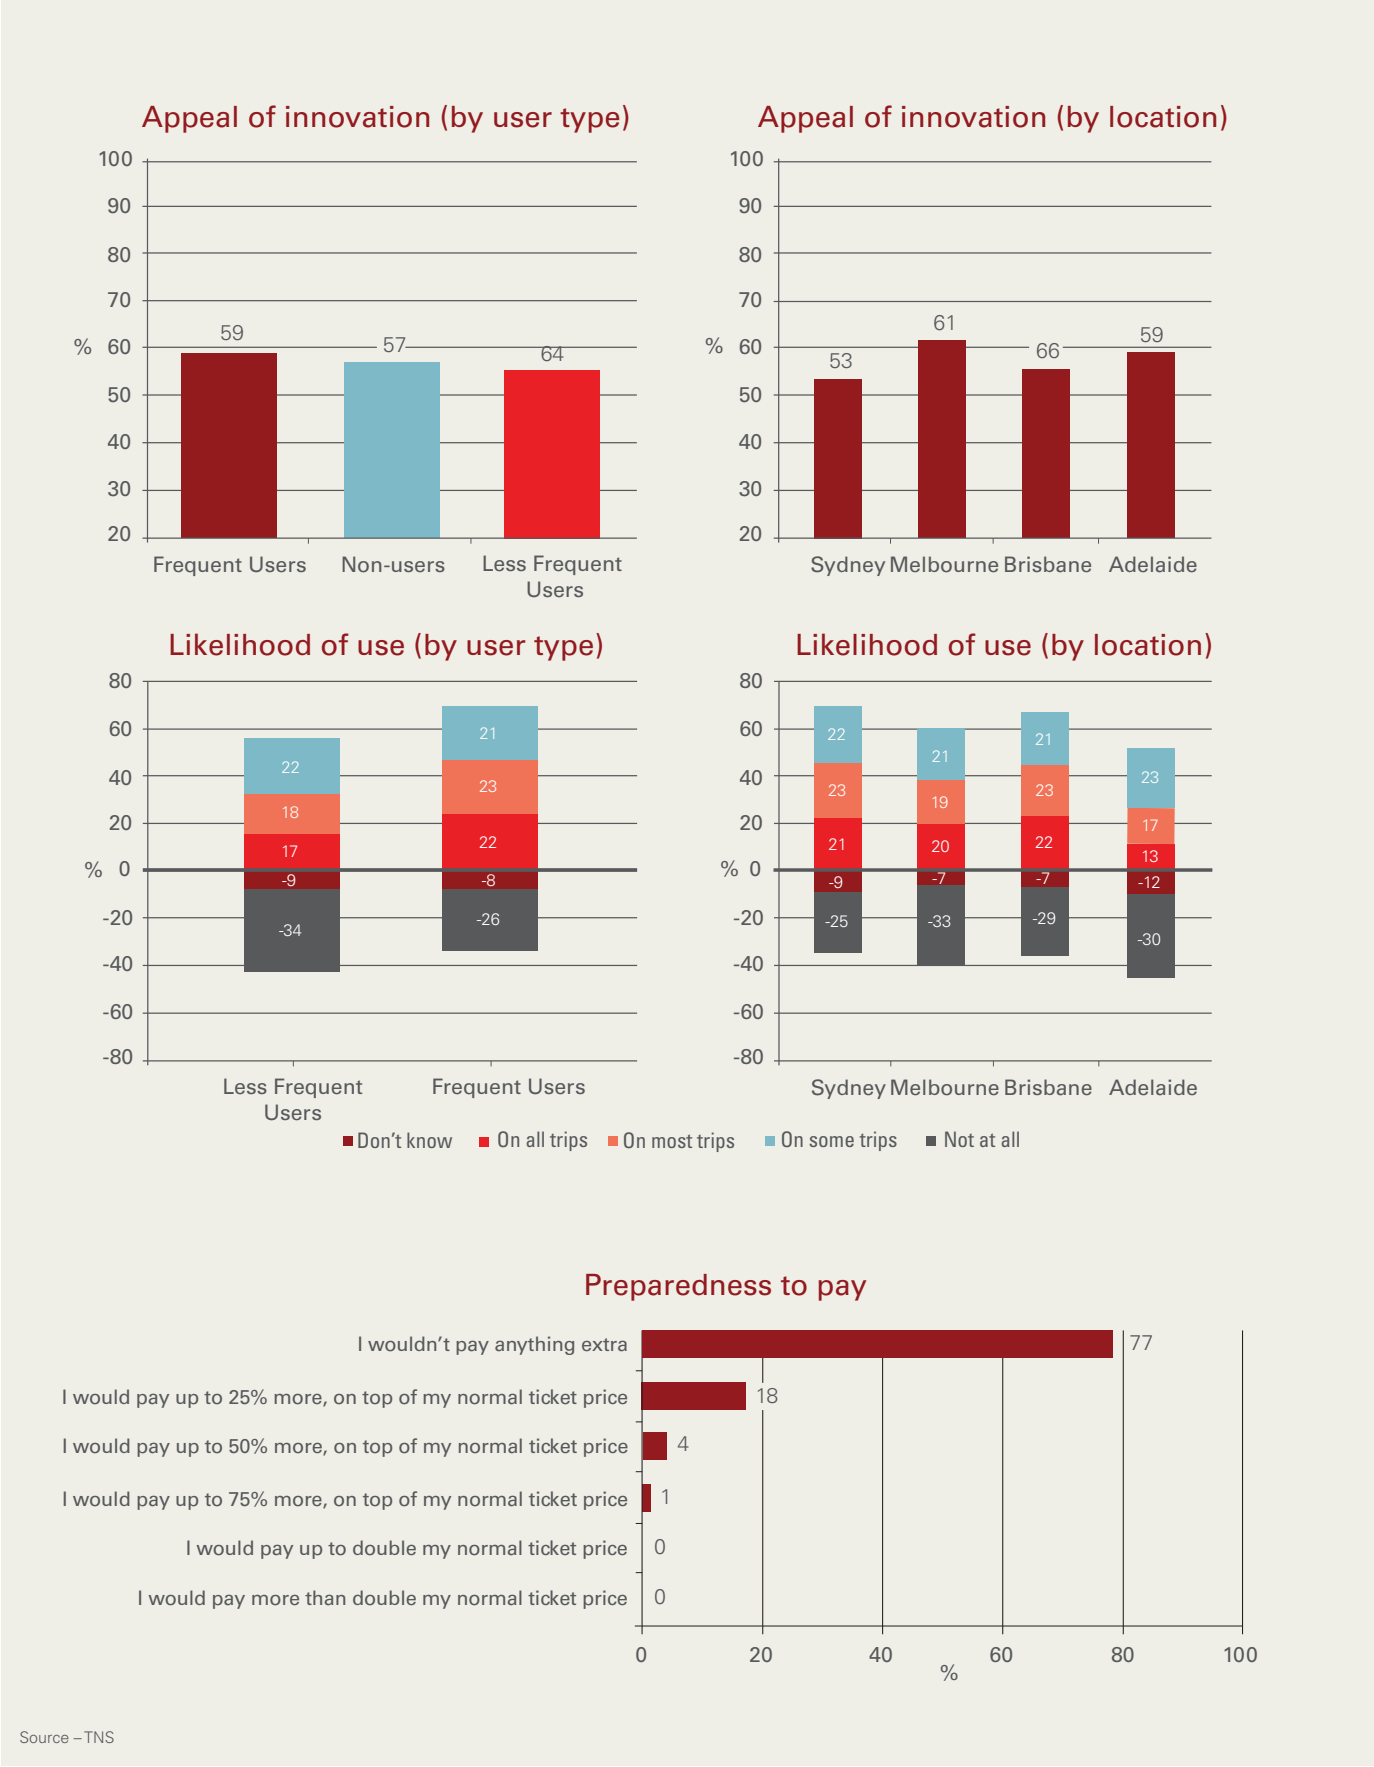 Appeal of innovation (by user type)
100
90
80
70
% 60
50
40
30
20
59
57
64
Frequent Users
Non-users
Less Frequent
Users
Appeal of innovation (by location)
100
90
80
70
% 60
50
40
30
20
53
61
66
59
Sydney
Melbourne
Brisbane
Adelaide
Likelihood of use (by user type)
80
60
40
20
% 0
-20
-40
-60
-80
22
18
17
-9
-34
21
23
22
-8
-26
Less Frequent
Users
Frequent Users
Likelihood of use (by location)
80
60
40
20
% 0
-20
-40
-60
-80
22
23
21
-9
-25
21
19
20
-7
-33
21
23
22
-7
-29
23
17
13
-12
-30
Sydney
Melbourne
Brisbane
Adelaide
Don't know
On all trips
On most trips
On some trips
Not at all
Preparedness to pay
I wouldn't pay anything extra 77
I would pay up to 25% more, on top of my normal ticket price 18
I would pay up to 50% more, on top of my normal ticket price 4
I would pay up to 75% more, on top of my normal ticket price 1
I would pay up to double my normal ticket price 0
I would pay more than double my normal ticket price 0
0 20 40 60 80 100
%
Source – TNS